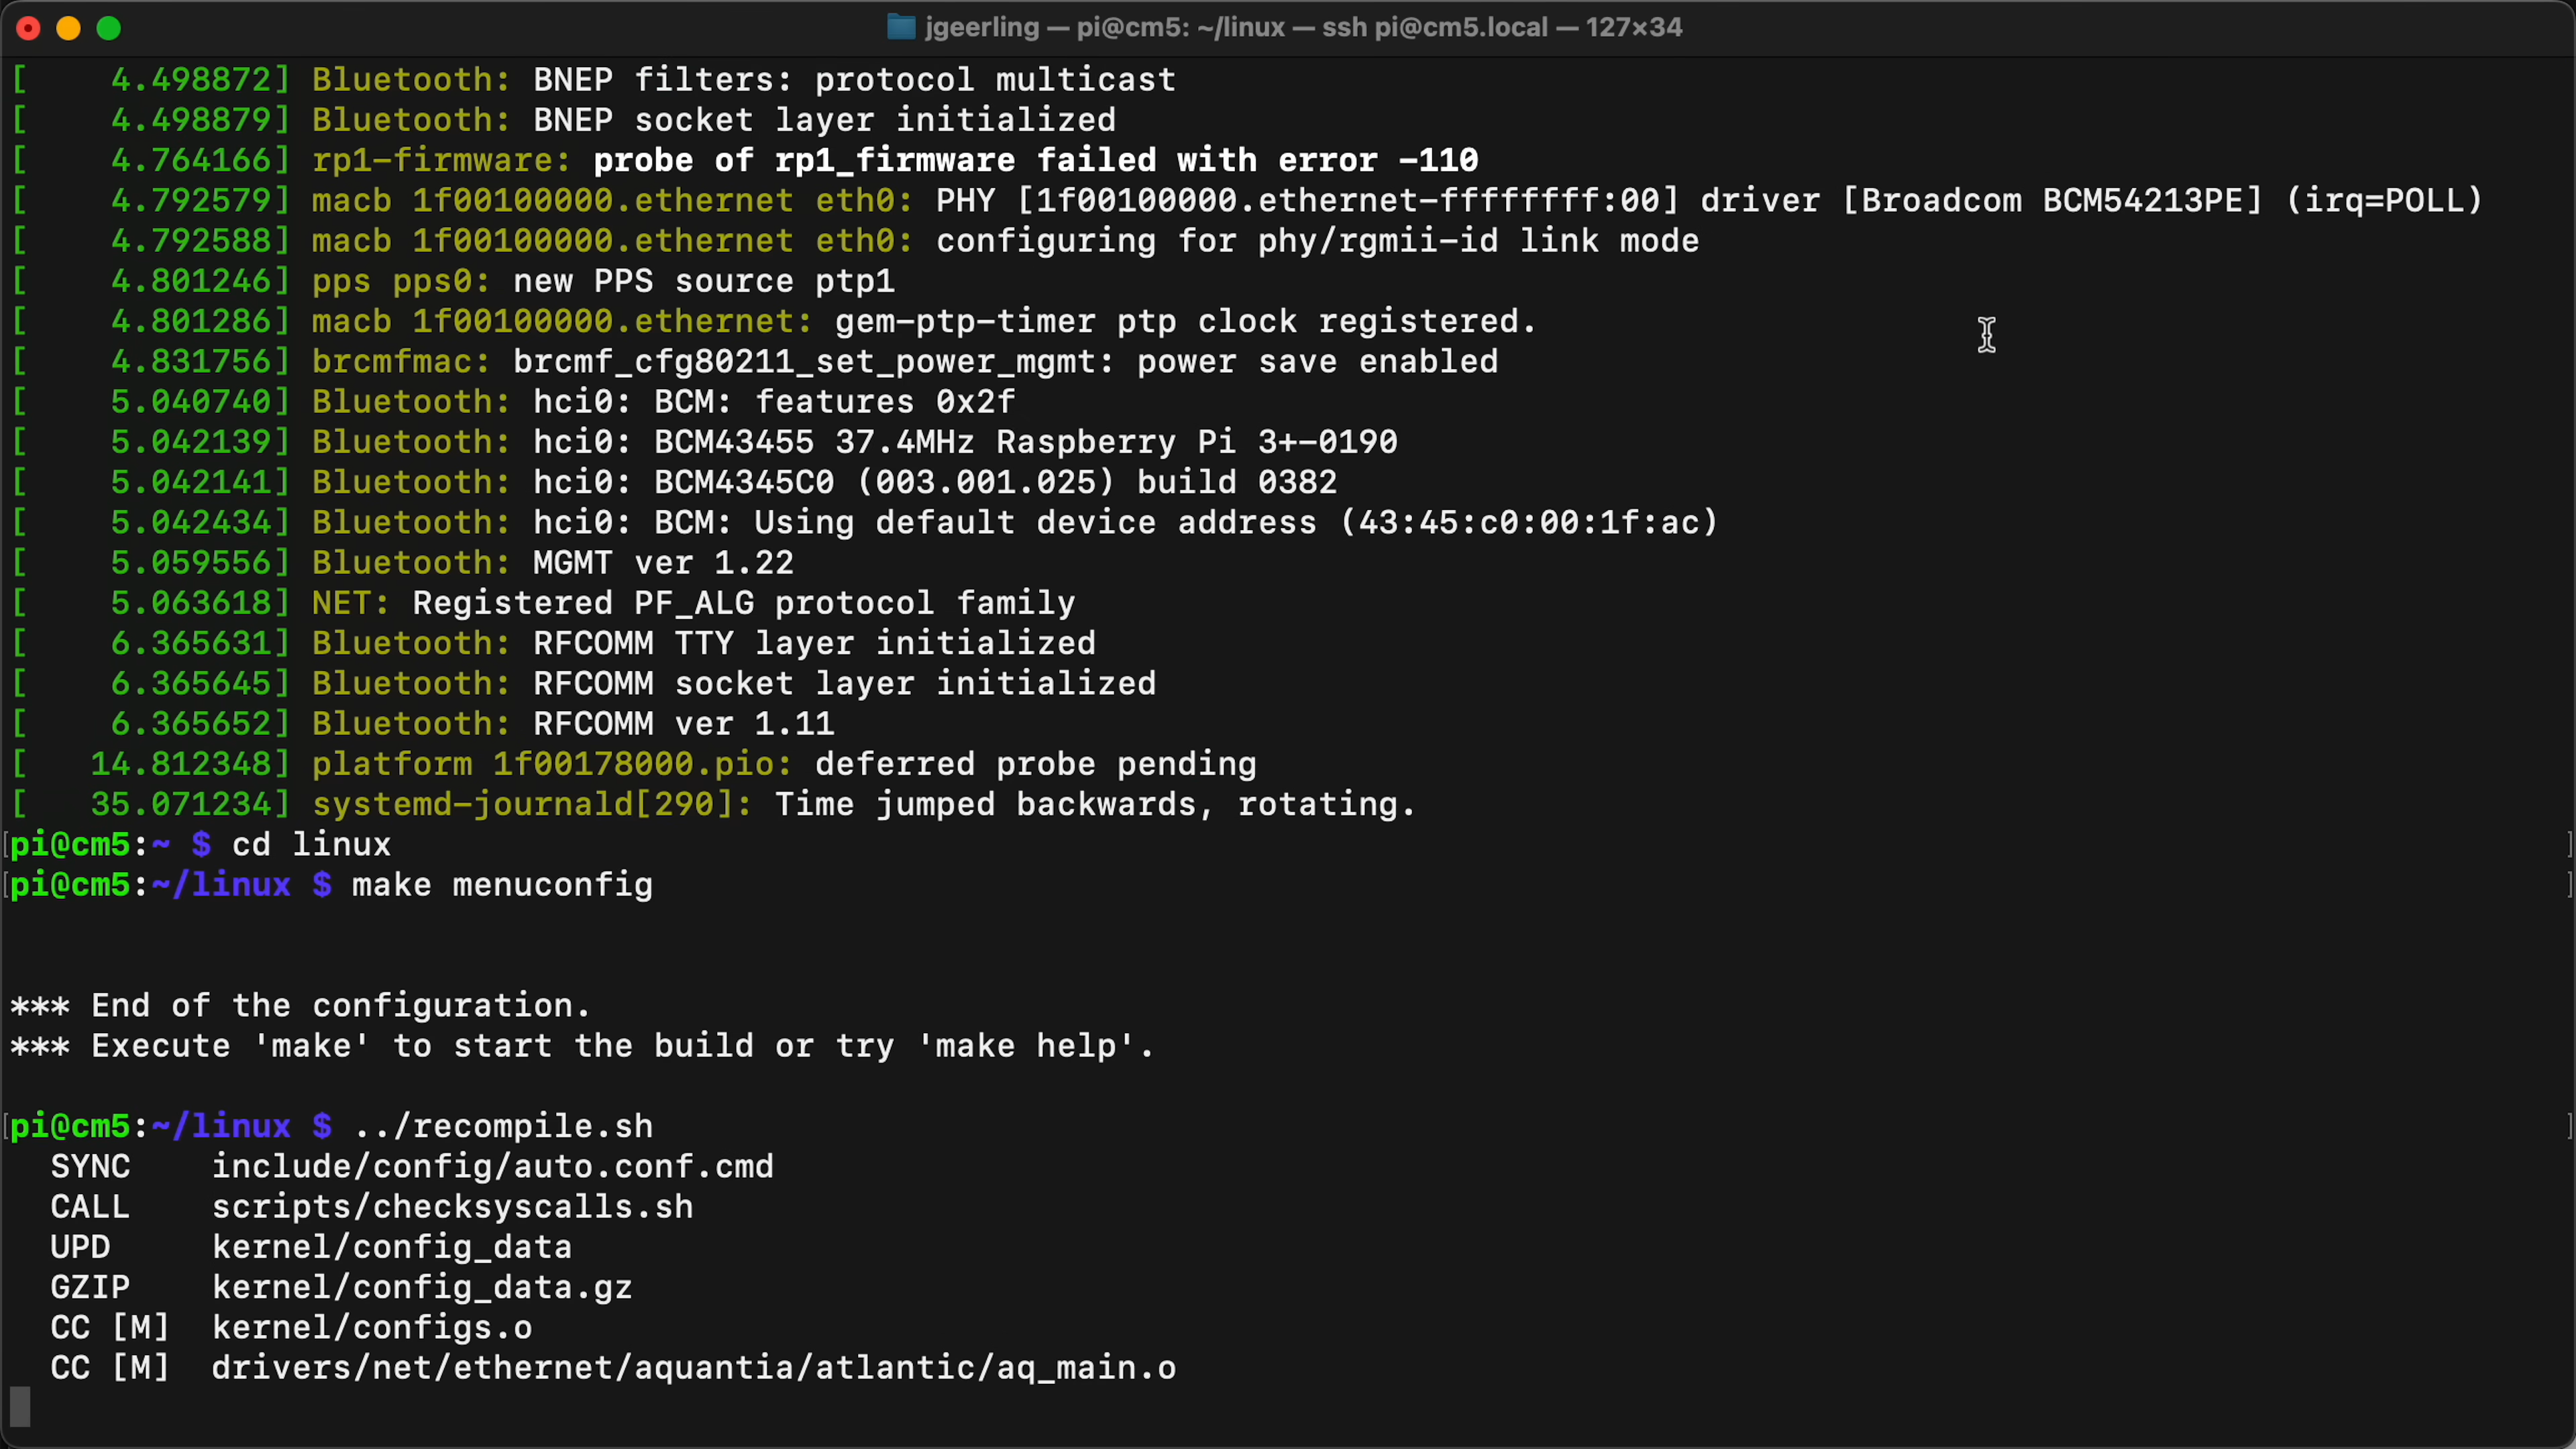 jgeerling — pi@cm5: ~/linux — ssh pi@cm5.local — 127×34
[    4.498872] Bluetooth: BNEP filters: protocol multicast
[    4.498879] Bluetooth: BNEP socket layer initialized
[    4.764166] rp1-firmware: probe of rp1_firmware failed with error -110
[    4.792579] macb 1f00100000.ethernet eth0: PHY [1f00100000.ethernet-ffffffff:00] driver [Broadcom BCM54213PE] (irq=POLL)
[    4.792588] macb 1f00100000.ethernet eth0: configuring for phy/rgmii-id link mode
[    4.801246] pps pps0: new PPS source ptp1
[    4.801286] macb 1f00100000.ethernet: gem-ptp-timer ptp clock registered.
[    4.831756] brcmfmac: brcmf_cfg80211_set_power_mgmt: power save enabled
[    5.040740] Bluetooth: hci0: BCM: features 0x2f
[    5.042139] Bluetooth: hci0: BCM43455 37.4MHz Raspberry Pi 3+-0190
[    5.042141] Bluetooth: hci0: BCM4345C0 (003.001.025) build 0382
[    5.042434] Bluetooth: hci0: BCM: Using default device address (43:45:c0:00:1f:ac)
[    5.059556] Bluetooth: MGMT ver 1.22
[    5.063618] NET: Registered PF_ALG protocol family
[    6.365631] Bluetooth: RFCOMM TTY layer initialized
[    6.365645] Bluetooth: RFCOMM socket layer initialized
[    6.365652] Bluetooth: RFCOMM ver 1.11
[   14.812348] platform 1f00178000.pio: deferred probe pending
[   35.071234] systemd-journald[290]: Time jumped backwards, rotating.
[pi@cm5:~ $ cd linux ]
[pi@cm5:~/linux $ make menuconfig ]
*** End of the configuration.
*** Execute 'make' to start the build or try 'make help'.
[pi@cm5:~/linux $ ../recompile.sh ]
  SYNC    include/config/auto.conf.cmd
  CALL    scripts/checksyscalls.sh
  UPD     kernel/config_data
  GZIP    kernel/config_data.gz
  CC [M]  kernel/configs.o
  CC [M]  drivers/net/ethernet/aquantia/atlantic/aq_main.o